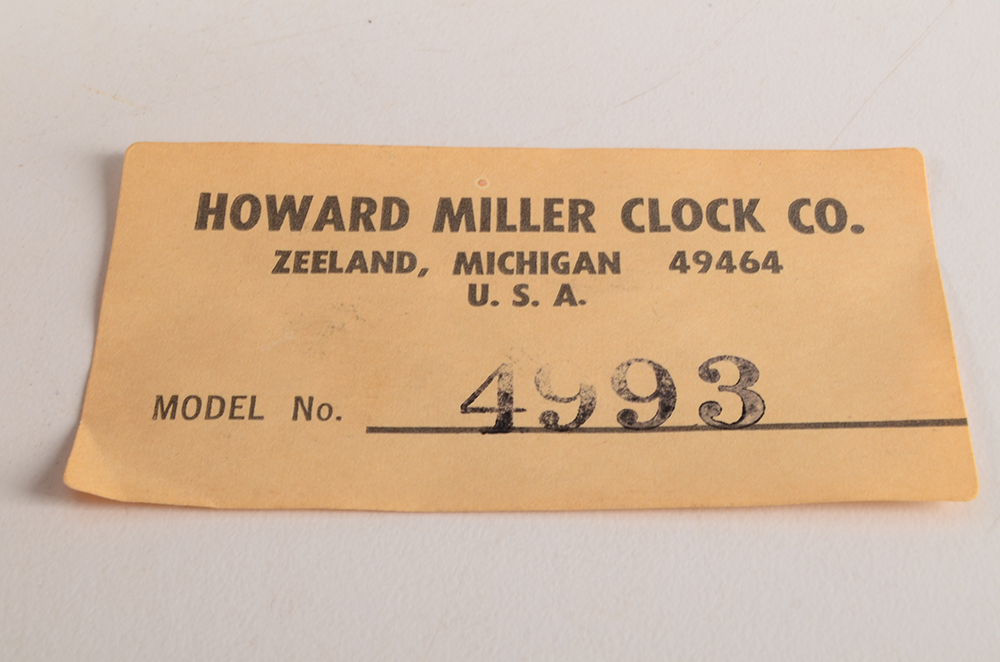 HOWARD MILLER CLOCK CO.
ZEELAND, MICHIGAN 49464
U. S. A.
MODEL No. 4993